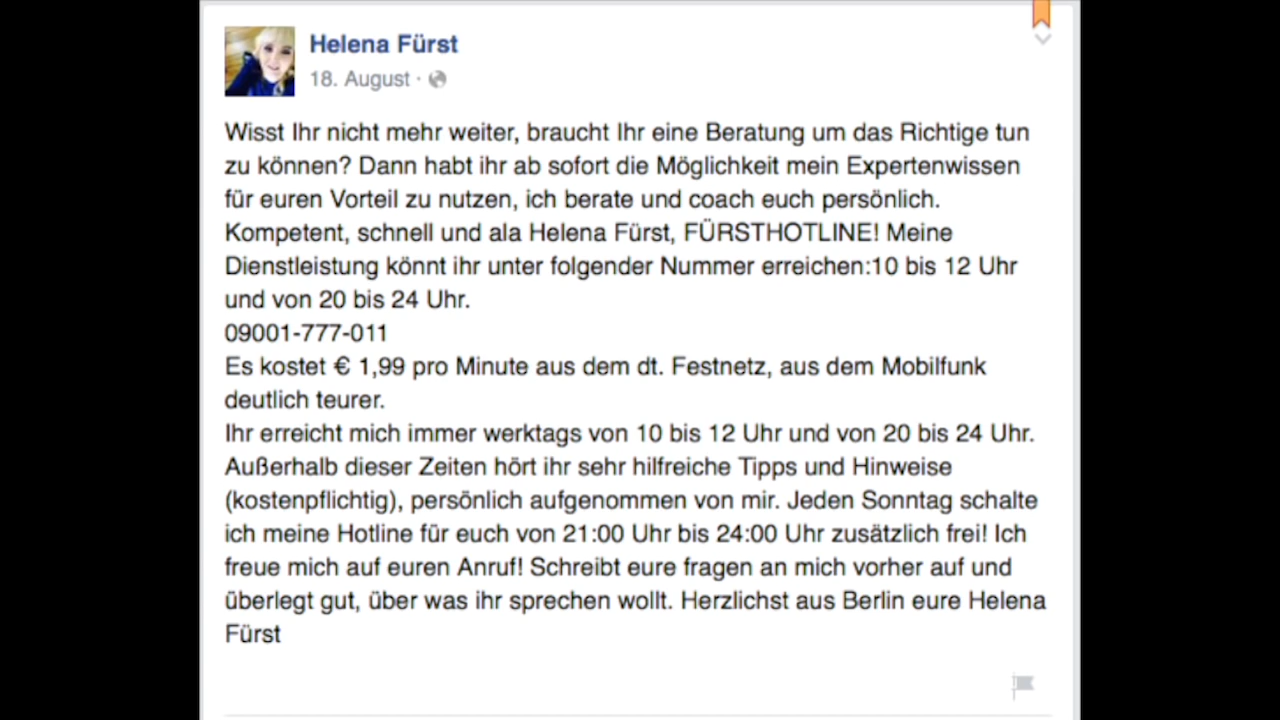 Helena Fürst
18. August ·
Wisst Ihr nicht mehr weiter, braucht Ihr eine Beratung um das Richtige tun
zu können? Dann habt ihr ab sofort die Möglichkeit mein Expertenwissen
für euren Vorteil zu nutzen, ich berate und coach euch persönlich.
Kompetent, schnell und ala Helena Fürst, FÜRSTHOTLINE! Meine
Dienstleistung könnt ihr unter folgender Nummer erreichen:10 bis 12 Uhr
und von 20 bis 24 Uhr.
09001-777-011
Es kostet € 1,99 pro Minute aus dem dt. Festnetz, aus dem Mobilfunk
deutlich teurer.
Ihr erreicht mich immer werktags von 10 bis 12 Uhr und von 20 bis 24 Uhr.
Außerhalb dieser Zeiten hört ihr sehr hilfreiche Tipps und Hinweise
(kostenpflichtig), persönlich aufgenommen von mir. Jeden Sonntag schalte
ich meine Hotline für euch von 21:00 Uhr bis 24:00 Uhr zusätzlich frei! Ich
freue mich auf euren Anruf! Schreibt eure fragen an mich vorher auf und
überlegt gut, über was ihr sprechen wollt. Herzlichst aus Berlin eure Helena
Fürst